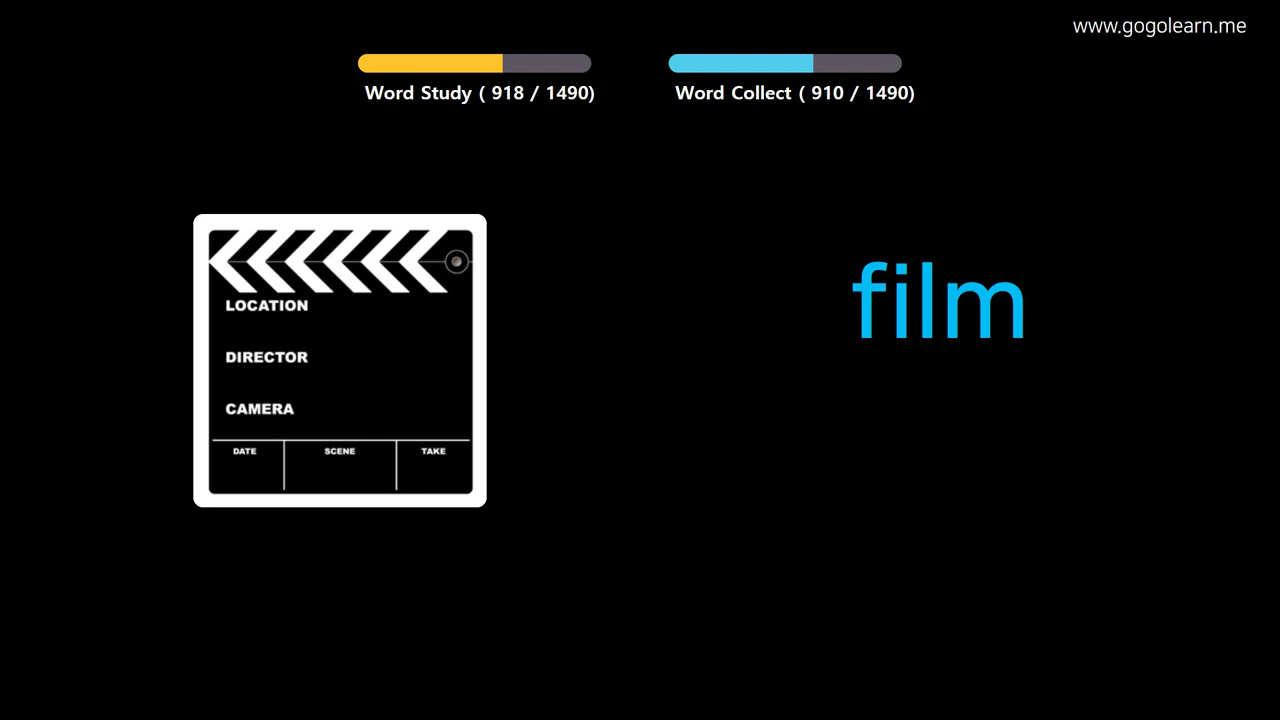 www.gogolearn.me
Word Study ( 918 / 1490)
Word Collect ( 910 / 1490)
film
LOCATION
DIRECTOR
CAMERA
DATE
SCENE
TAKE